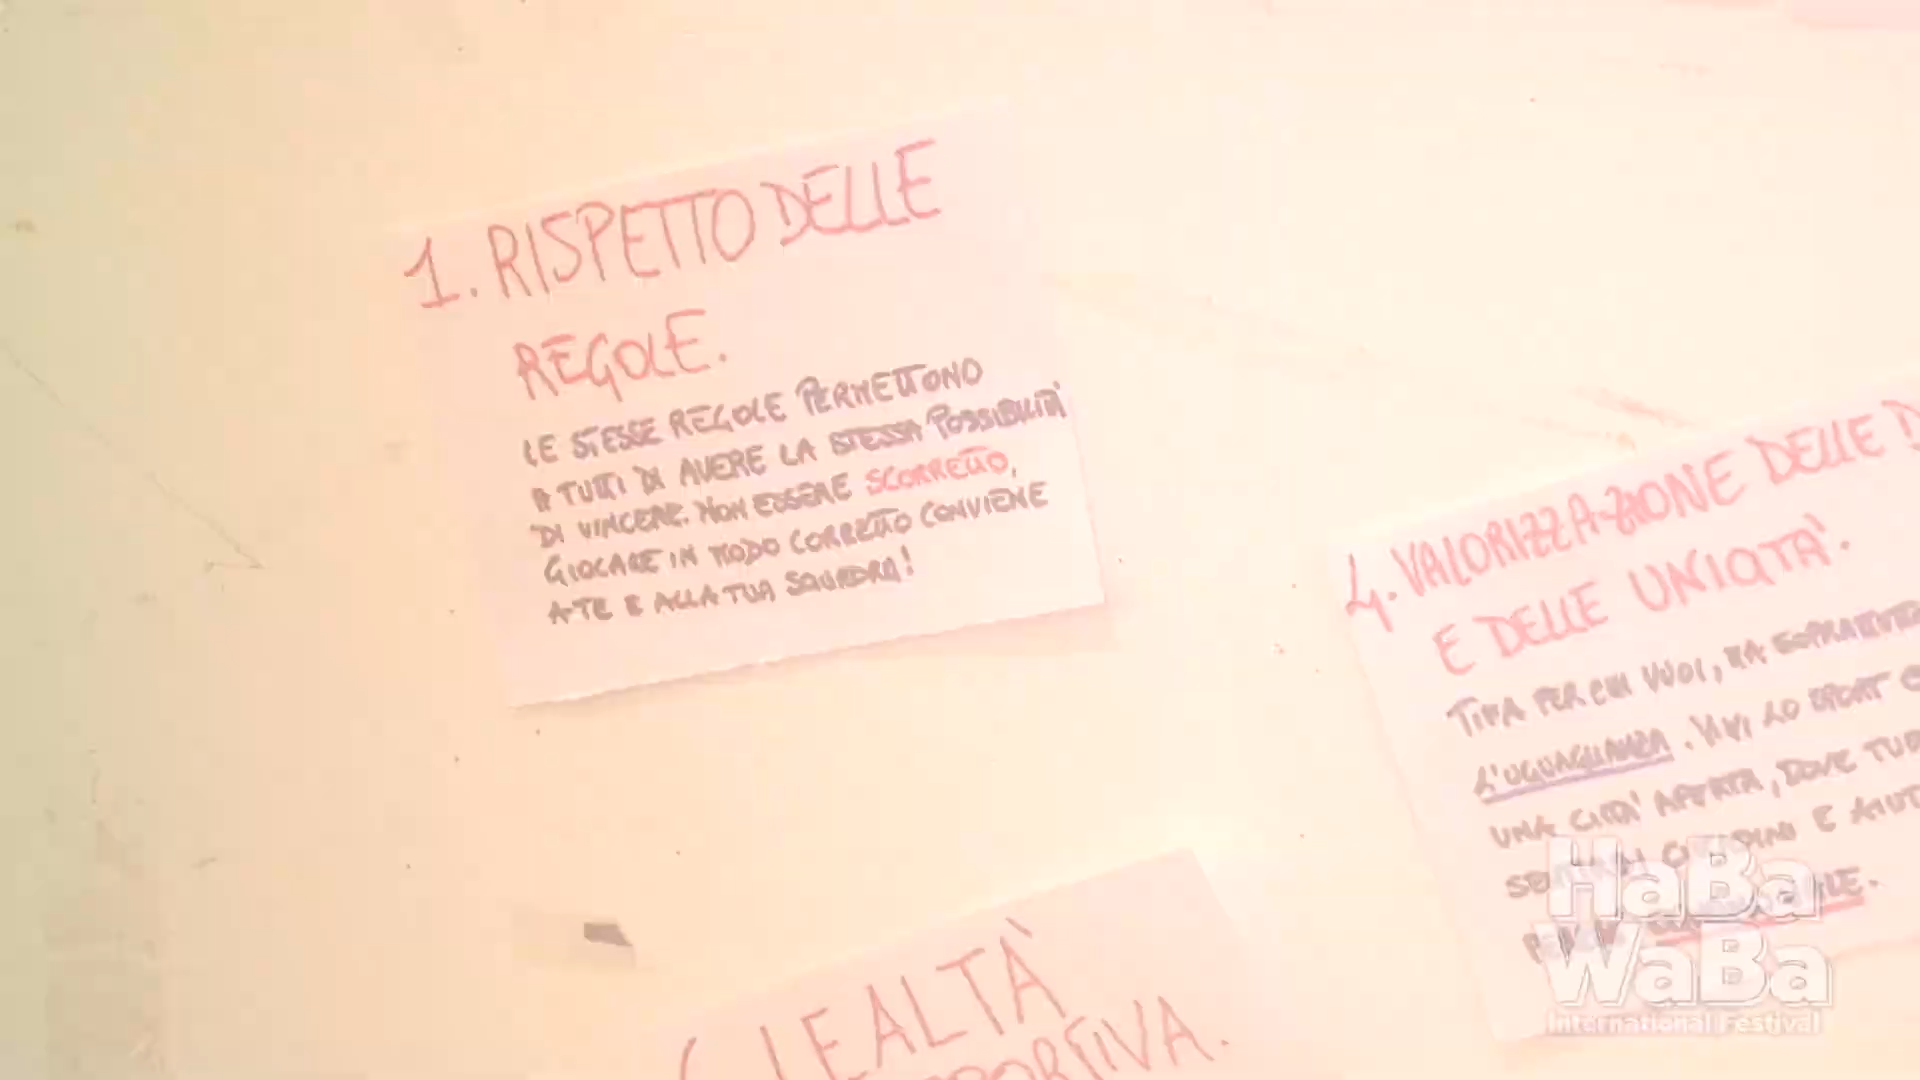 1. RISPETTO DELLE
REGOLE.
LE STESSE REGOLE PERMETTONO
A TUTTI DI AVERE LA STESSA POSSIBILITÀ
DI VINCERE. NON ESSERE SCORRETTO,
GIOCARE IN MODO CORRETTO CONVIENE
A TE E ALLA TUA SQUADRA!
4. VALORIZZAZIONE DELLE
E DELLE UNICITÀ.
TIFA PER CHI VUOI, MA SOPRATTUTTO
L'UGUAGLIANZA. VIVI LO SPORT
UNA CITTÀ APERTA, DOVE
E
LEALTÀ
SPORTIVA.
HaBa
WaBa
International Festival